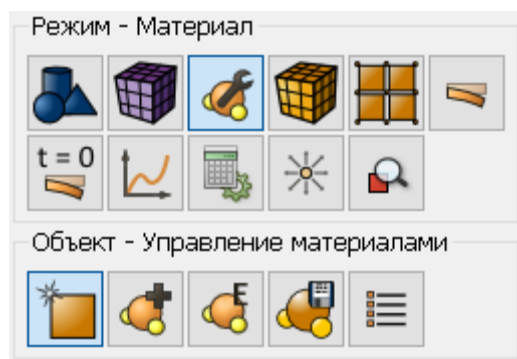 Режим - Материал
t = 0
Объект - Управление материалами
E